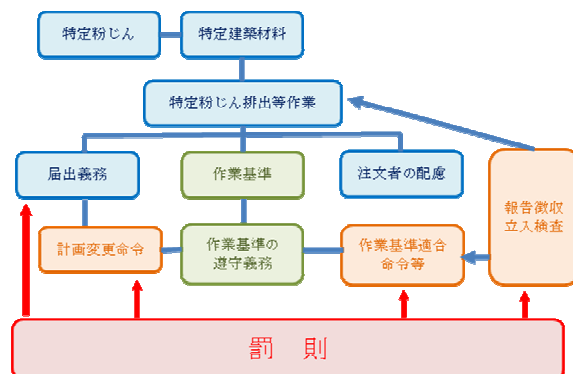 特定粉じん
特定建築材料
特定粉じん排出等作業
届出義務
作業基準
注文者の配慮
報告徴収
立入検査
計画変更命令
作業基準の
遵守義務
作業基準適合
命令等
罰 則